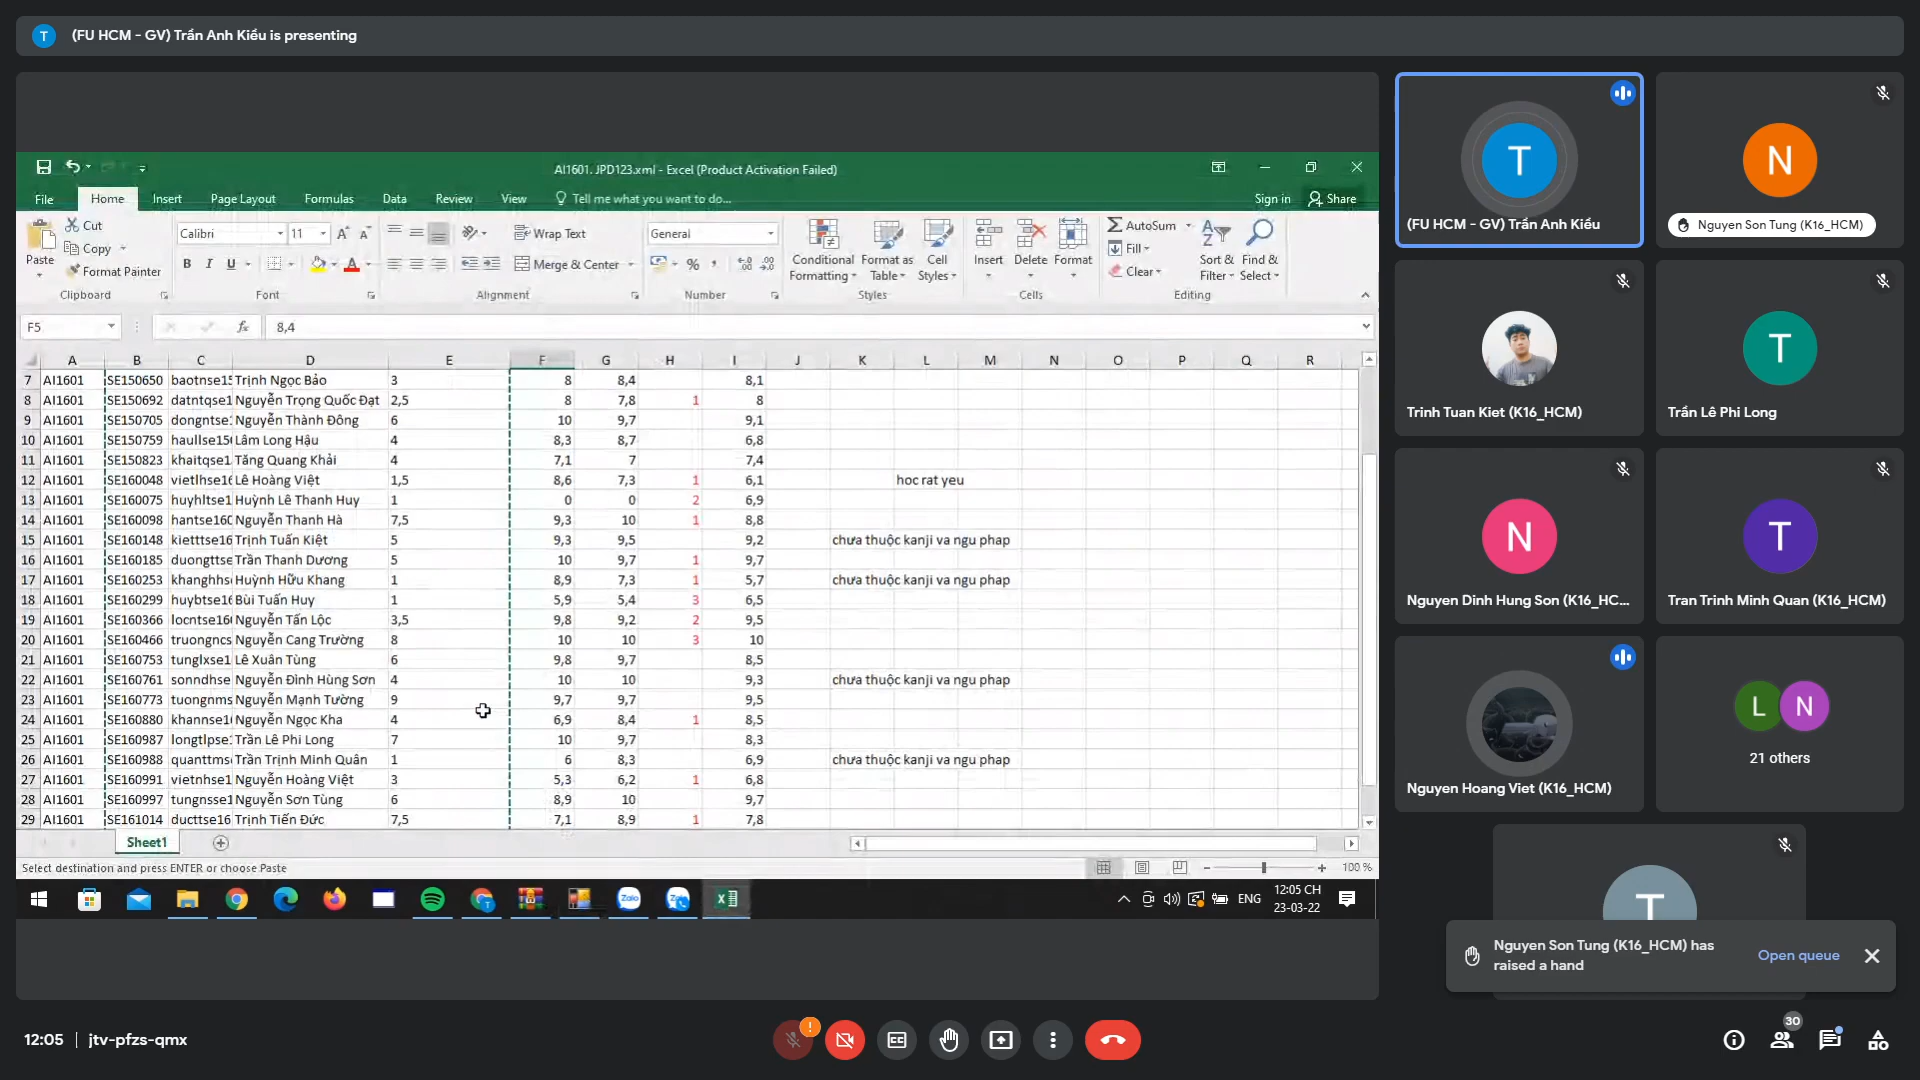 T (FU HCM - GV) Trần Anh Kiều is presenting
AI1601. JPD123.xml - Excel (Product Activation Failed)
File Home Insert Page Layout Formulas Data Review View Tell me what you want to do... Sign in Share
Paste Cut Copy Format Painter
Calibri 11 B I U
Wrap Text Merge & Center
General %
Conditional Formatting Format as Table Cell Styles
Insert Delete Format
AutoSum Fill Clear Sort & Filter Find & Select
Clipboard Font Alignment Number Styles Cells Editing
F5 fx 8,4
A B C D E F G H I J K L M N O P Q R
7 AI1601 SE150650 baotnse15 Trịnh Ngọc Bảo 3 8 8,4 8,1
8 AI1601 SE150692 datntqse1 Nguyễn Trọng Quốc Đạt 2,5 8 7,8 1 8
9 AI1601 SE150705 dongntse1 Nguyễn Thành Đông 6 10 9,7 9,1
10 AI1601 SE150759 haullse150 Lâm Long Hậu 4 8,3 8,7 6,8
11 AI1601 SE150823 khaitqse1 Tăng Quang Khải 4 7,1 7 7,4
12 AI1601 SE160048 vietlhse16 Lê Hoàng Việt 1,5 8,6 7,3 1 6,1 hoc rat yeu
13 AI1601 SE160075 huyhltse1 Huỳnh Lê Thanh Huy 1 0 0 2 6,9
14 AI1601 SE160098 hantse160 Nguyễn Thanh Hà 7,5 9,3 10 1 8,8
15 AI1601 SE160148 kietttse16 Trịnh Tuấn Kiệt 5 9,3 9,5 9,2 chưa thuộc kanji va ngu phap
16 AI1601 SE160185 duongttse Trần Thanh Dương 5 10 9,7 1 9,7
17 AI1601 SE160253 khanghhse Huỳnh Hữu Khang 1 8,9 7,3 1 5,7 chưa thuộc kanji va ngu phap
18 AI1601 SE160299 huybtse16 Bùi Tuấn Huy 1 5,9 5,4 3 6,5
19 AI1601 SE160366 locntse160 Nguyễn Tấn Lộc 3,5 9,8 9,2 2 9,5
20 AI1601 SE160466 truongncs Nguyễn Cang Trường 8 10 10 3 10
21 AI1601 SE160753 tunglxse1 Lê Xuân Tùng 6 9,8 9,7 8,5
22 AI1601 SE160761 sonndhse Nguyễn Đình Hùng Sơn 4 10 10 9,3 chưa thuộc kanji va ngu phap
23 AI1601 SE160773 tuongnms Nguyễn Mạnh Tường 9 9,7 9,7 9,5
24 AI1601 SE160880 khannse16 Nguyễn Ngọc Kha 4 6,9 8,4 1 8,5
25 AI1601 SE160987 longtlpse Trần Lê Phi Long 7 10 9,7 8,3
26 AI1601 SE160988 quanttms Trần Trịnh Minh Quân 1 6 8,3 6,9 chưa thuộc kanji va ngu phap
27 AI1601 SE160991 vietnhse1 Nguyễn Hoàng Việt 3 5,3 6,2 1 6,8
28 AI1601 SE160997 tungnsse1 Nguyễn Sơn Tùng 6 8,9 10 9,7
29 AI1601 SE161014 ducttse16 Trịnh Tiến Đức 7,5 7,1 8,9 1 7,8
Sheet1
Select destination and press ENTER or choose Paste 100 %
Zalo ENG 12:05 CH
23-03-22
T
(FU HCM - GV) Trần Anh Kiều
N
Nguyen Son Tung (K16_HCM)
Trinh Tuan Kiet (K16_HCM)
T
Trần Lê Phi Long
N
Nguyen Dinh Hung Son (K16_HC...
T
Tran Trinh Minh Quan (K16_HCM)
Nguyen Hoang Viet (K16_HCM)
L N
21 others
T
Nguyen Son Tung (K16_HCM) has
raised a hand
Open queue
12:05 jtv-pfzs-qmx
30